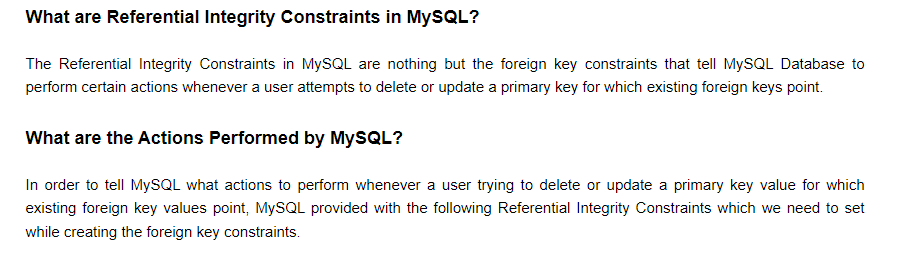 What are Referential Integrity Constraints in MySQL?
The Referential Integrity Constraints in MySQL are nothing but the foreign key constraints that tell MySQL Database to
perform certain actions whenever a user attempts to delete or update a primary key for which existing foreign keys point.
What are the Actions Performed by MySQL?
In order to tell MySQL what actions to perform whenever a user trying to delete or update a primary key value for which
existing foreign key values point, MySQL provided with the following Referential Integrity Constraints which we need to set
while creating the foreign key constraints.